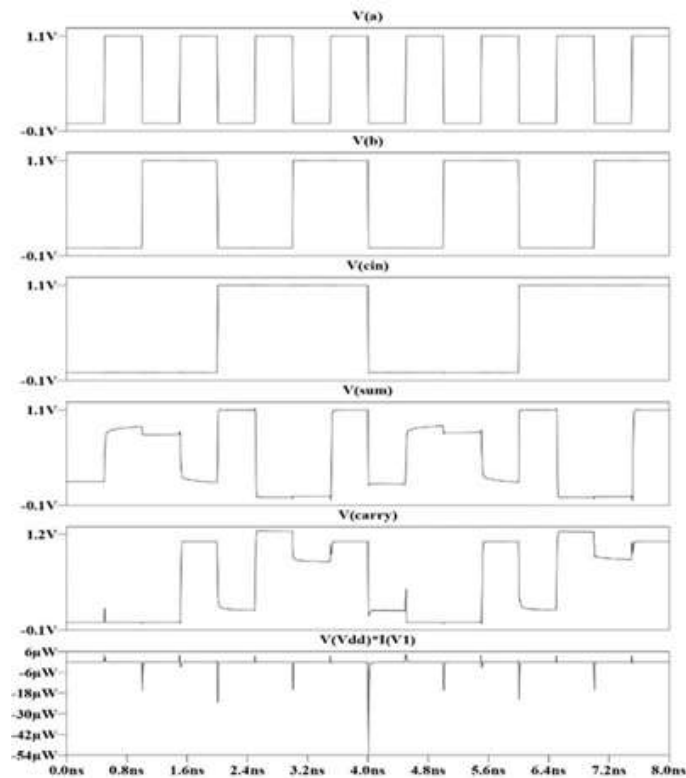 V(a)
1.1V
-0.1V
V(b)
1.1V
-0.1V
V(cin)
1.1V
-0.1V
V(sum)
1.1V
-0.1V
V(carry)
1.2V
-0.1V
V(Vdd)*I(V1)
6µW
-6µW
-18µW
-30µW
-42µW
-54µW
0.0ns 0.8ns 1.6ns 2.4ns 3.2ns 4.0ns 4.8ns 5.6ns 6.4ns 7.2ns 8.0ns